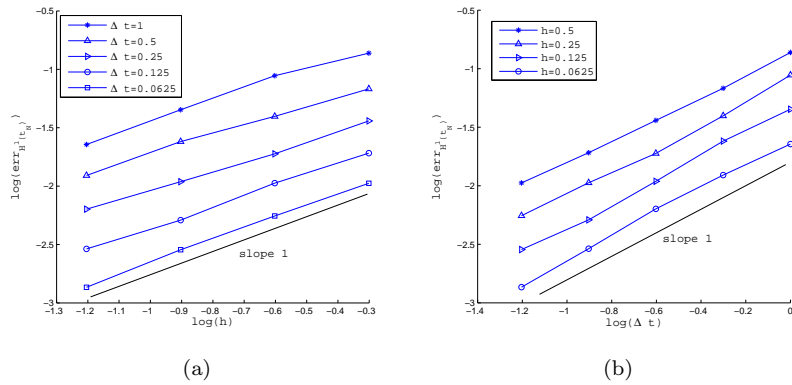 -0.5
-1
-1.5
-2
-2.5
-3
log(err_{H^1(t_N)})
Δ t=1
Δ t=0.5
Δ t=0.25
Δ t=0.125
Δ t=0.0625
slope 1
-1.3 -1.2 -1.1 -1 -0.9 -0.8 -0.7 -0.6 -0.5 -0.4 -0.3
log(h)
(a)
-0.5
-1
-1.5
-2
-2.5
-3
log(err_{H^1(t_N)})
h=0.5
h=0.25
h=0.125
h=0.0625
slope 1
-1.4 -1.2 -1 -0.8 -0.6 -0.4 -0.2 0
log(Δ t)
(b)